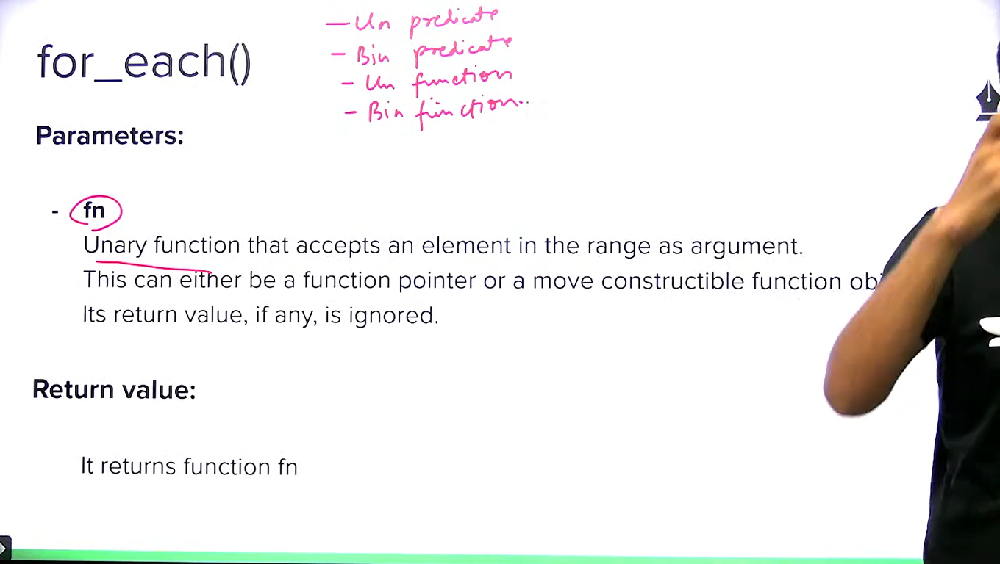 — Un predicate
- Bin predicate
for_each()
- Un function
- Bin function..
Parameters:
- fn
Unary function that accepts an element in the range as argument.
This can either be a function pointer or a move constructible function
Its return value, if any, is ignored.
Return value:
It returns function fn